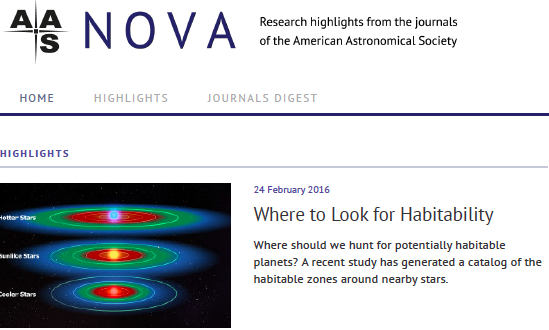 AAS NOVA
Research highlights from the journals
of the American Astronomical Society
HOME HIGHLIGHTS JOURNALS DIGEST
HIGHLIGHTS
24 February 2016
Where to Look for Habitability
Where should we hunt for potentially habitable
planets? A recent study has generated a catalog of the
habitable zones around nearby stars.
Hotter Stars
Sunlike Stars
Cooler Stars